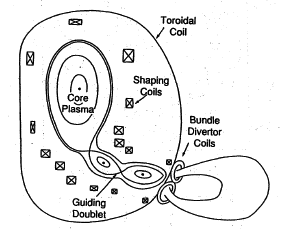 Toroidal
Coil
Shaping
Coils
Core
Plasma
Bundle
Divertor
Coils
Guiding
Doublet